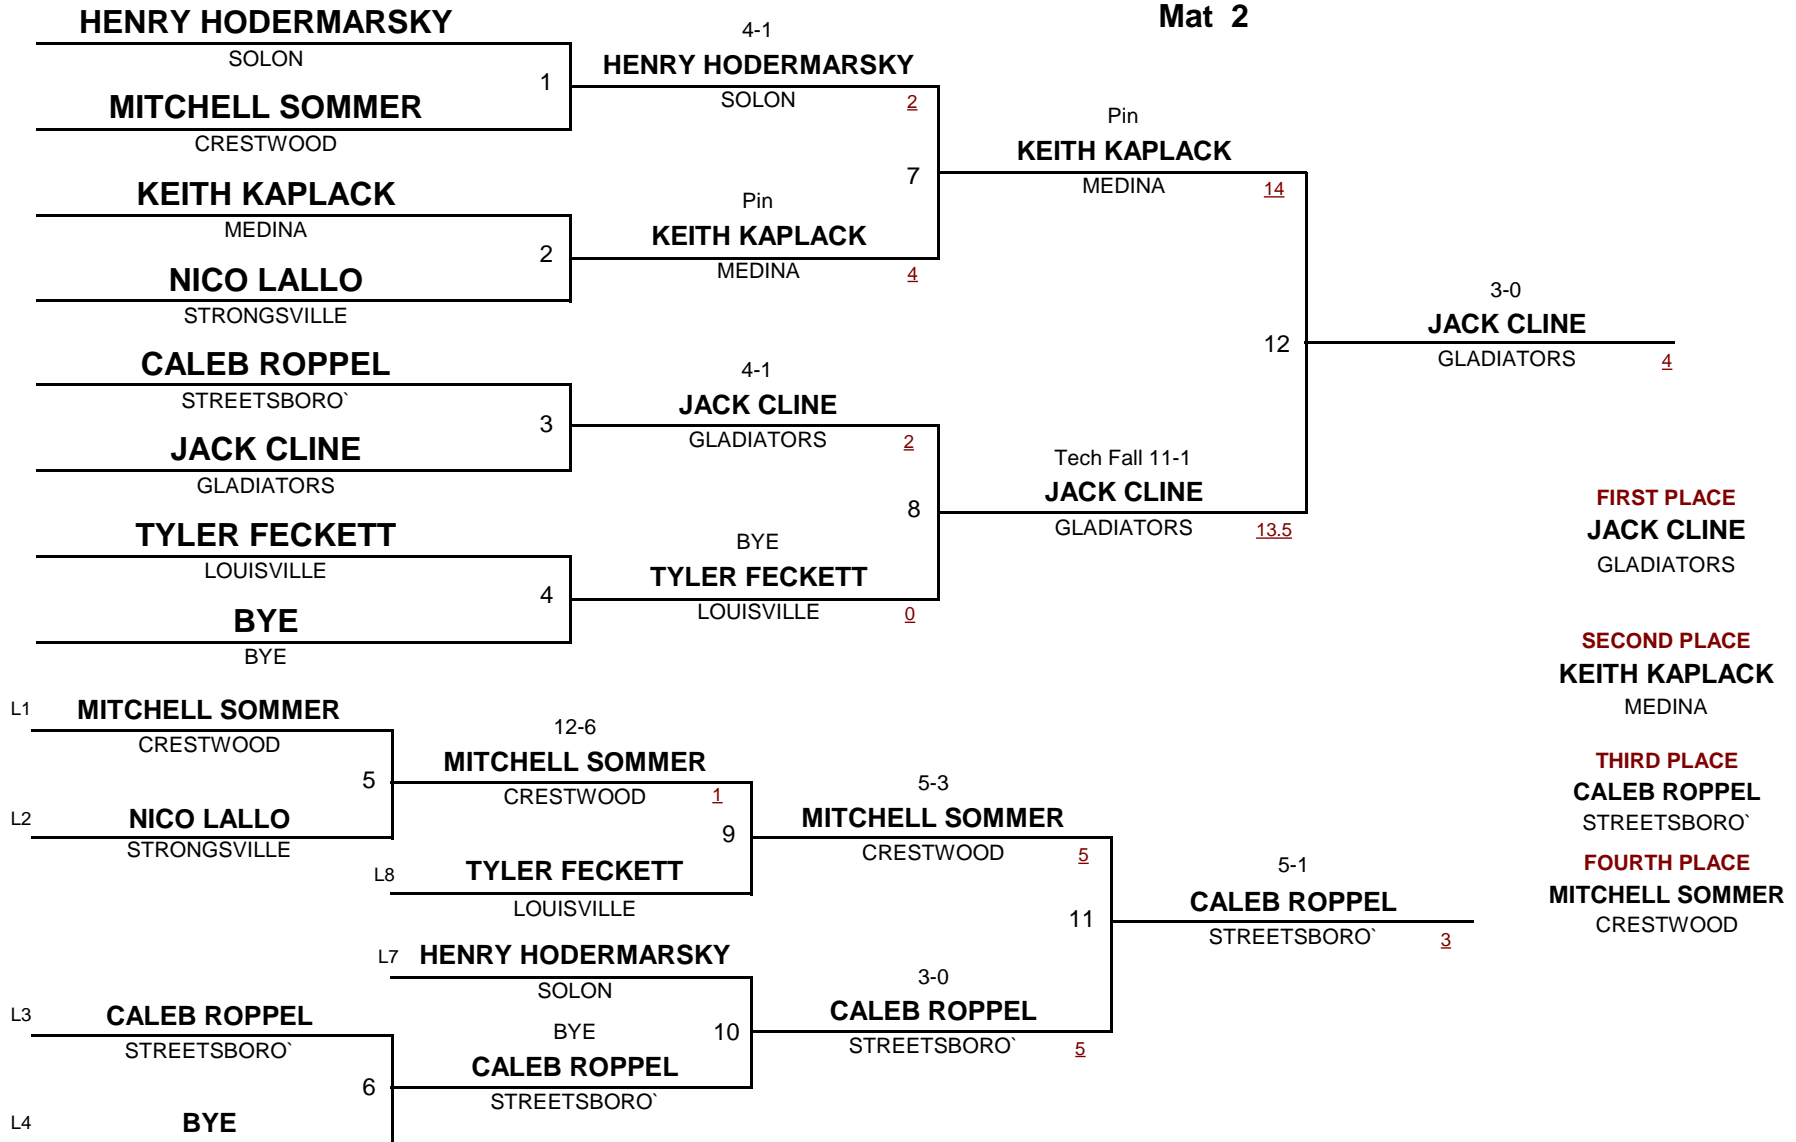 Mat 2
HENRY HODERMARSKY
SOLON
1
MITCHELL SOMMER
CRESTWOOD
KEITH KAPLACK
MEDINA
2
NICO LALLO
STRONGSVILLE
CALEB ROPPEL
STREETSBORO`
3
JACK CLINE
GLADIATORS
TYLER FECKETT
LOUISVILLE
4
BYE
BYE
4-1
HENRY HODERMARSKY
SOLON 2
7
Pin
KEITH KAPLACK
MEDINA 4
4-1
JACK CLINE
GLADIATORS 2
8
BYE
TYLER FECKETT
LOUISVILLE 0
Pin
KEITH KAPLACK
MEDINA 14
12
Tech Fall 11-1
JACK CLINE
GLADIATORS 13.5
3-0
JACK CLINE
GLADIATORS 4
FIRST PLACE
JACK CLINE
GLADIATORS
SECOND PLACE
KEITH KAPLACK
MEDINA
THIRD PLACE
CALEB ROPPEL
STREETSBORO`
FOURTH PLACE
MITCHELL SOMMER
CRESTWOOD
L1 MITCHELL SOMMER
CRESTWOOD
5
L2 NICO LALLO
STRONGSVILLE
L3 CALEB ROPPEL
STREETSBORO`
6
L4 BYE
12-6
MITCHELL SOMMER
CRESTWOOD 1
9
L8 TYLER FECKETT
LOUISVILLE
L7 HENRY HODERMARSKY
SOLON
BYE 10
CALEB ROPPEL
STREETSBORO`
5-3
MITCHELL SOMMER
CRESTWOOD 5
11
3-0
CALEB ROPPEL
STREETSBORO` 5
5-1
CALEB ROPPEL
STREETSBORO` 3